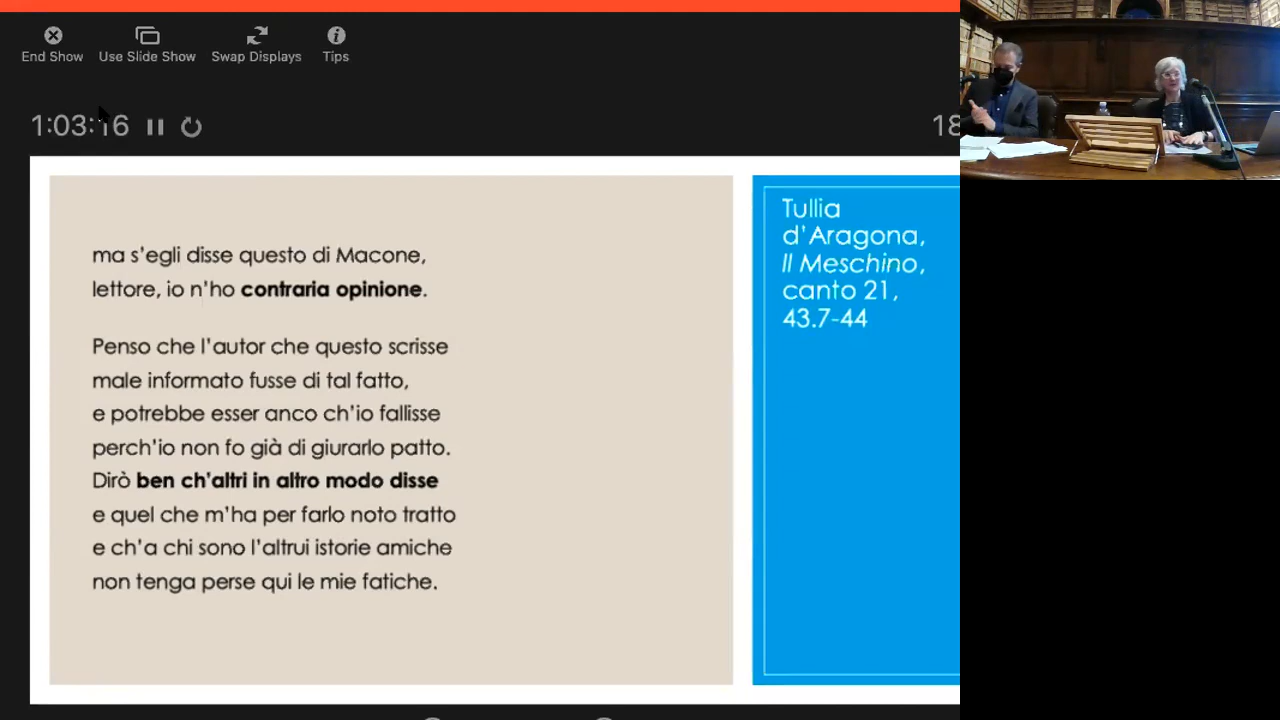 End Show
Use Slide Show
Swap Displays
Tips
1:03:16
18
ma s'egli disse questo di Macone,
lettore, io n'ho contraria opinione.
Penso che l'autor che questo scrisse
male informato fusse di tal fatto,
e potrebbe esser anco ch'io fallisse
perch'io non fo già di giurarlo patto.
Dirò ben ch'altri in altro modo disse
e quel che m'ha per farlo noto tratto
e ch'a chi sono l'altrui istorie amiche
non tenga perse qui le mie fatiche.
Tullia
d'Aragona,
Il Meschino,
canto 21,
43.7-44